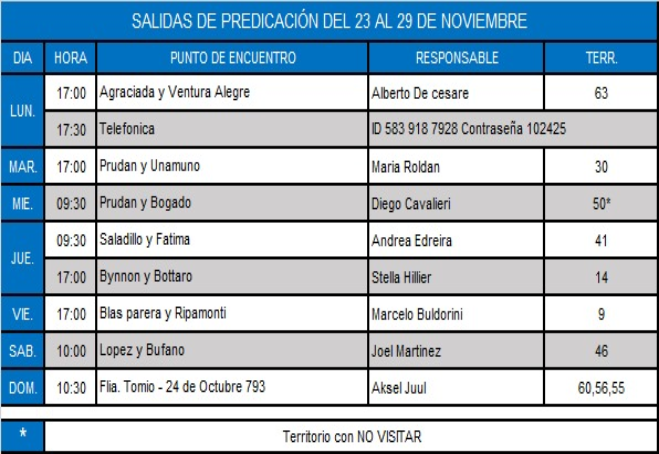 SALIDAS DE PREDICACIÓN DEL 23 AL 29 DE NOVIEMBRE
DIA HORA PUNTO DE ENCUENTRO RESPONSABLE TERR.
LUN. 17:00 Agraciada y Ventura Alegre Alberto De cesare 63
17:30 Telefonica ID 583 918 7928 Contraseña 102425
MAR. 17:00 Prudan y Unamuno Maria Roldan 30
MIE. 09:30 Prudan y Bogado Diego Cavalieri 50*
JUE. 09:30 Saladillo y Fatima Andrea Edreira 41
17:00 Bynnon y Bottaro Stella Hillier 14
VIE. 17:00 Blas parera y Ripamonti Marcelo Buldorini 9
SAB. 10:00 Lopez y Bufano Joel Martinez 46
DOM. 10:30 Flia. Tomio - 24 de Octubre 793 Aksel Juul 60,56,55
* Territorio con NO VISITAR